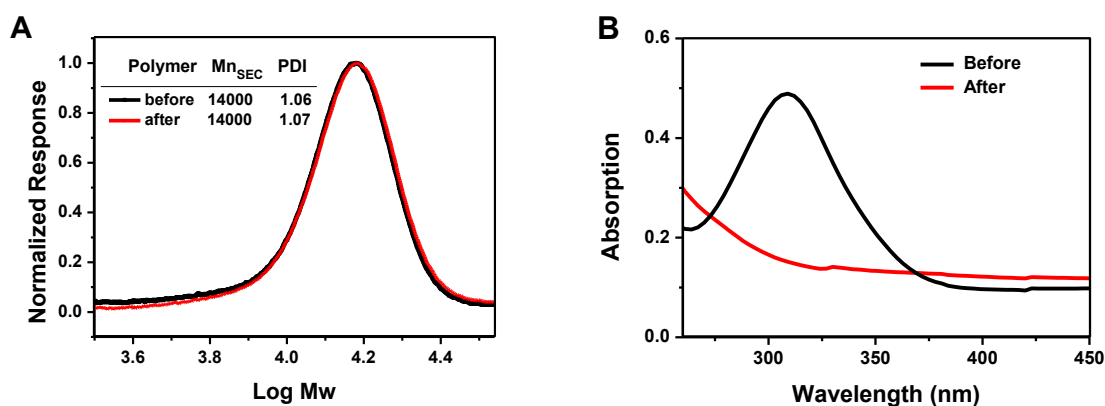 A
Polymer Mn_SEC PDI
before 14000 1.06
after 14000 1.07
1.0
0.8
0.6
0.4
0.2
0.0
Normalized Response
3.6 3.8 4.0 4.2 4.4
Log Mw
B
Before
After
0.6
0.4
0.2
0.0
Absorption
300 350 400 450
Wavelength (nm)